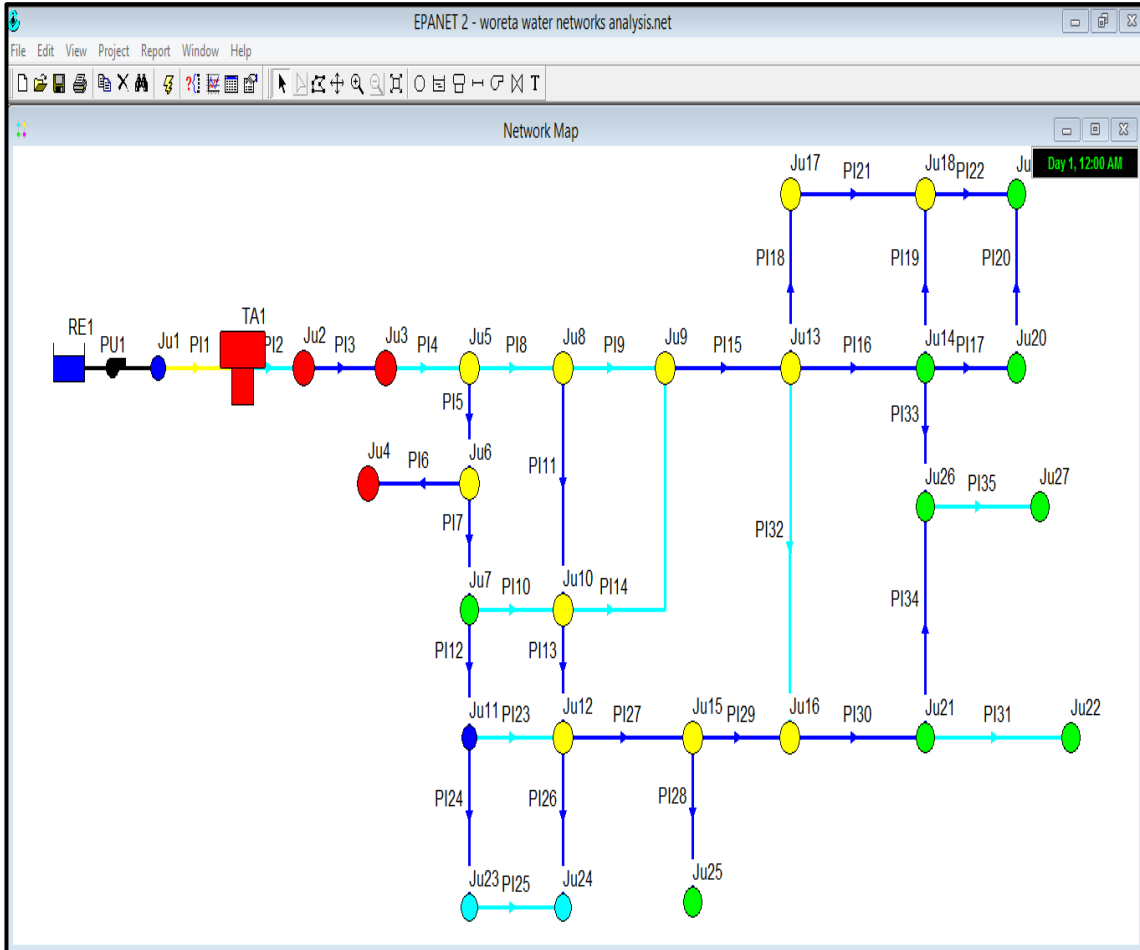 EPANET 2 - woreta water networks analysis.net
File Edit View Project Report Window Help
T
Network Map
Day 1, 12:00 AM
Ju17 PI21 Ju18 PI22 Ju
PI18 PI19 PI20
RE1 PU1 Ju1 PI1 TA1 PI2 Ju2 PI3 Ju3 PI4 Ju5 PI8 Ju8 PI9 Ju9 PI15 Ju13 PI16 Ju14 PI17 Ju20
PI5 PI33
Ju4 PI6 Ju6 PI11 Ju26 PI35 Ju27
PI7 PI32
Ju7 PI10 Ju10 PI14 PI34
PI12 PI13
Ju11 PI23 Ju12 PI27 Ju15 PI29 Ju16 PI30 Ju21 PI31 Ju22
PI24 PI26 PI28
Ju23 PI25 Ju24 Ju25